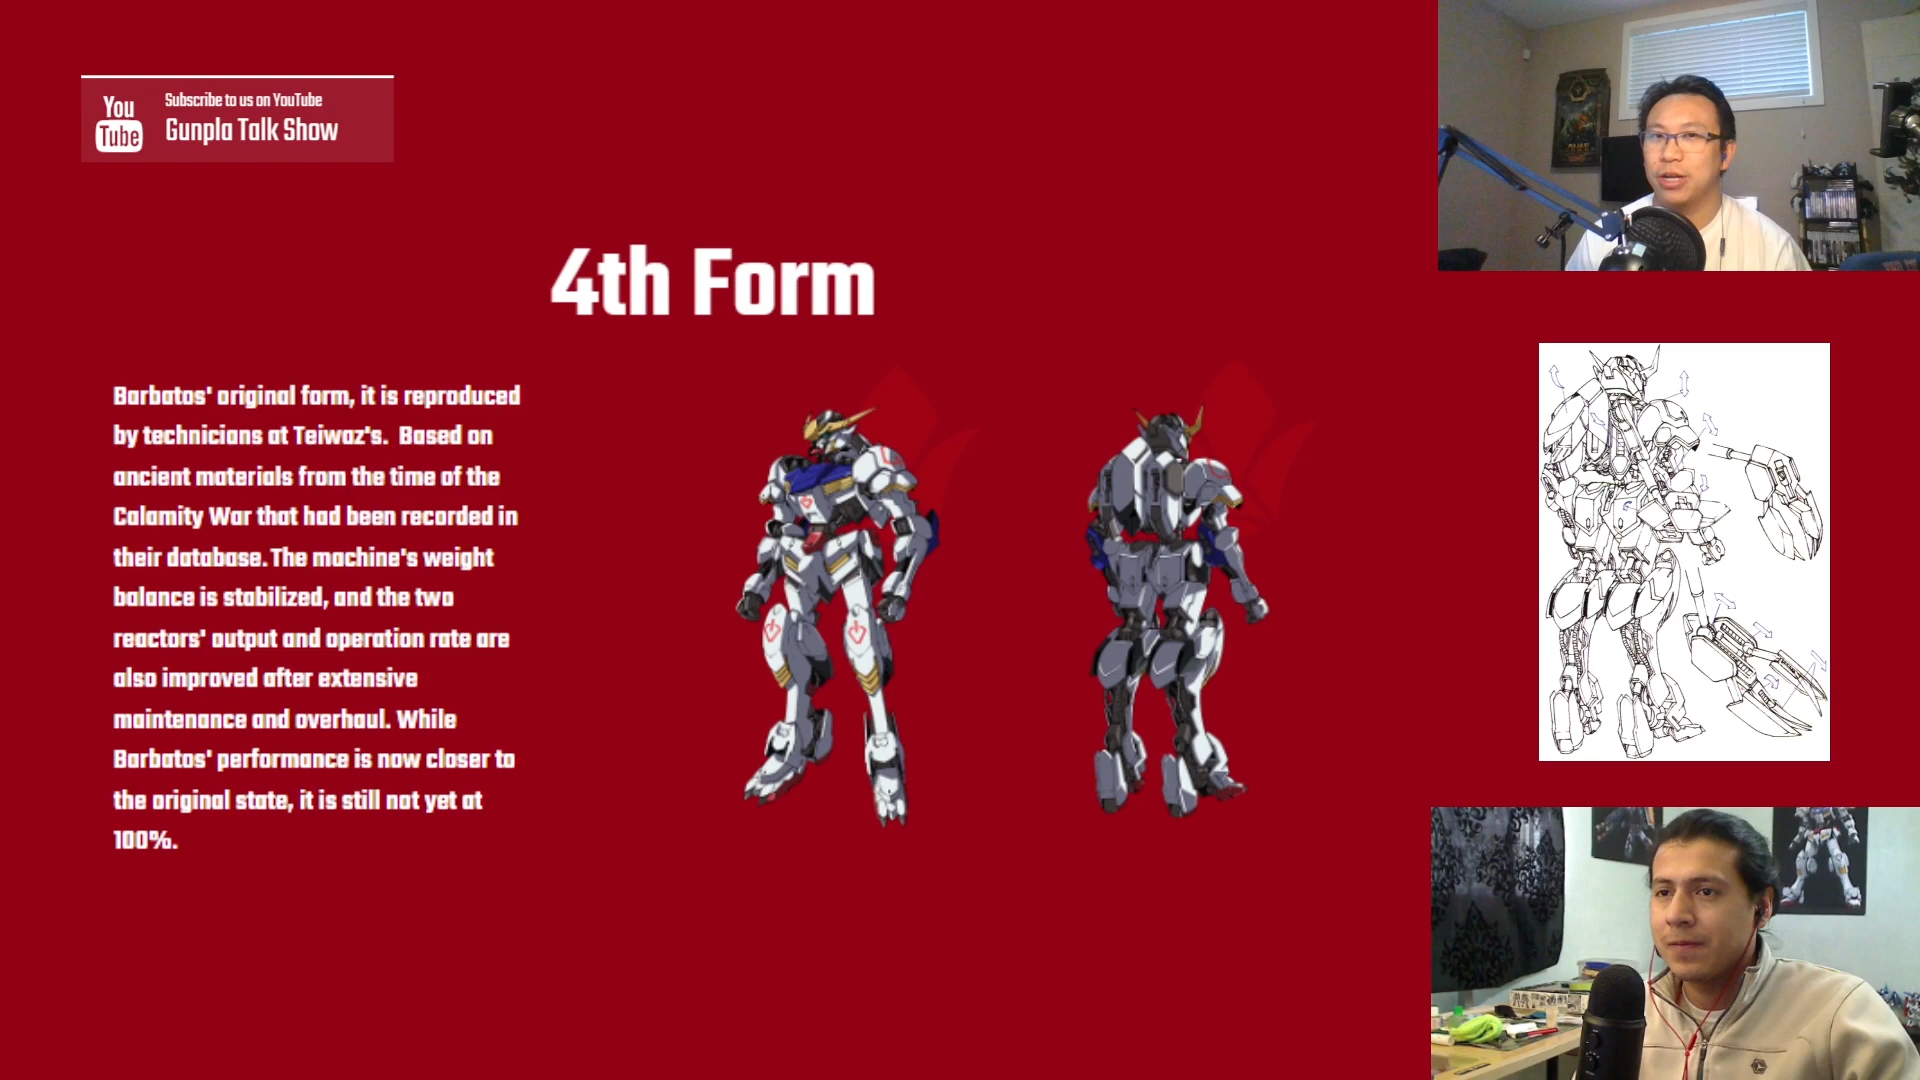 You
Tube
Subscribe to us on YouTube
Gunpla Talk Show
4th Form
Barbatos' original form, it is reproduced
by technicians at Teiwaz's. Based on
ancient materials from the time of the
Calamity War that had been recorded in
their database. The machine's weight
balance is stabilized, and the two
reactors' output and operation rate are
also improved after extensive
maintenance and overhaul. While
Barbatos' performance is now closer to
the original state, it is still not yet at
100%.